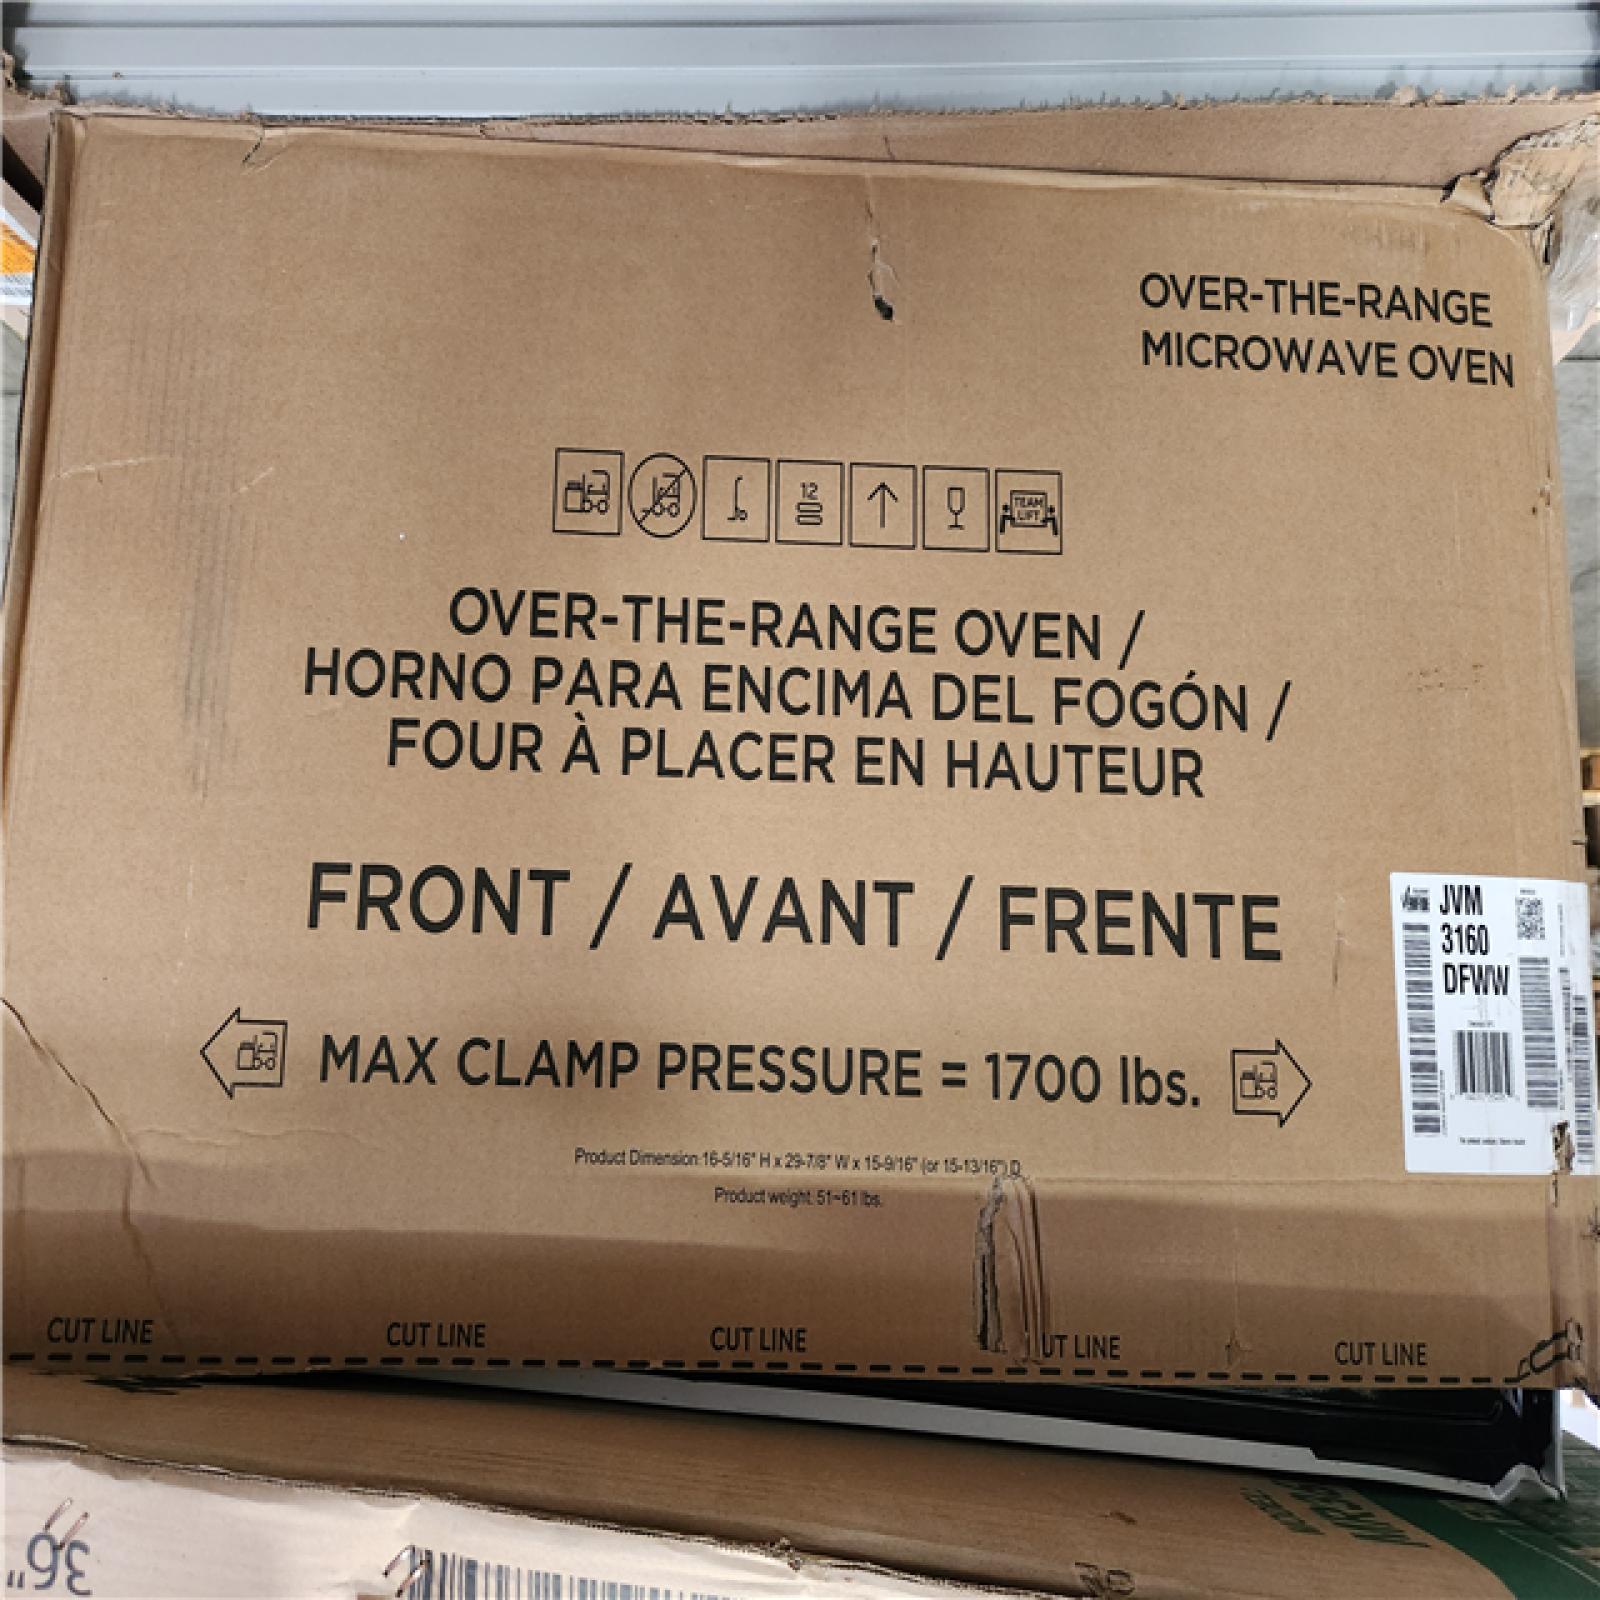 OVER-THE-RANGE
MICROWAVE OVEN
12
TEAM
LIFT
OVER-THE-RANGE OVEN /
HORNO PARA ENCIMA DEL FOGÓN /
FOUR À PLACER EN HAUTEUR
FRONT / AVANT / FRENTE
JVM
3160
DFWW
MAX CLAMP PRESSURE = 1700 lbs.
Product Dimension:16-5/16" H x 29-7/8" W x 15-9/16" (or 15-13/16") D
Product weight: 51~61 lbs.
CUT LINE
CUT LINE
CUT LINE
UT LINE
CUT LINE
36"